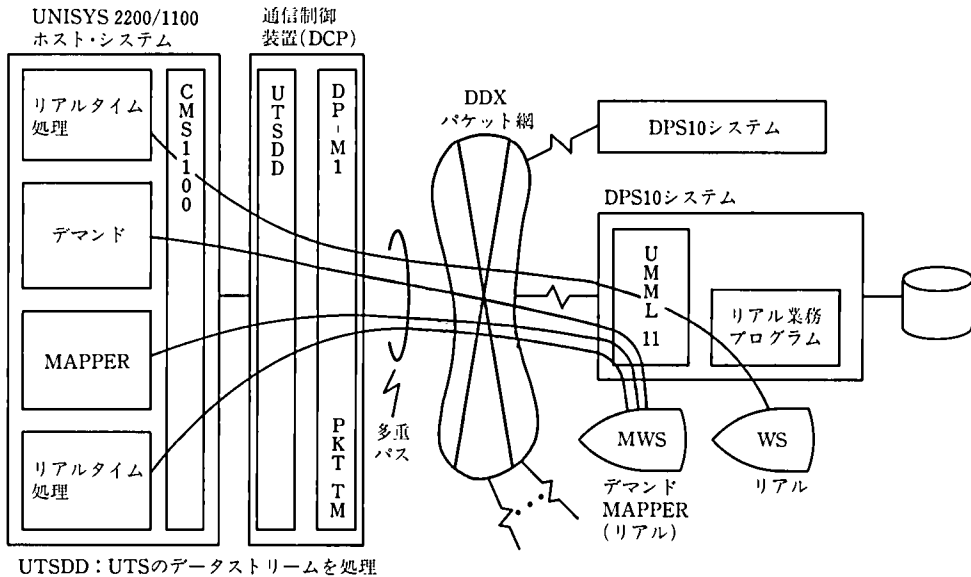 UNISYS 2200/1100
ホスト・システム
リアルタイム
処理
デマンド
MAPPER
リアルタイム
処理
CMS1100
通信制御
装置(DCP)
UTSDD
DP-M1
PKT TM
多重
パス
DDX
パケット網
DPS10システム
DPS10システム
UMML11
リアル業務
プログラム
MWS
WS
デマンド
MAPPER
(リアル)
リアル
UTSDD：UTSのデータストリームを処理